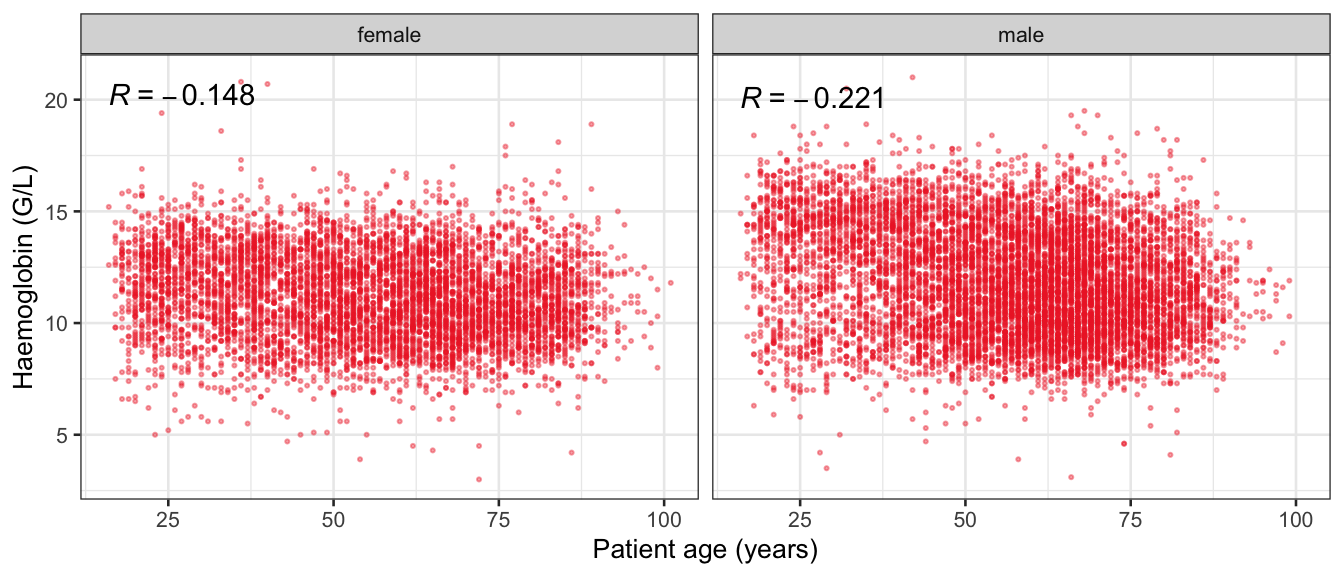 female
male
R = −0.148
R = −0.221
Haemoglobin (G/L)
20
15
10
5
25 50 75 100
25 50 75 100
Patient age (years)